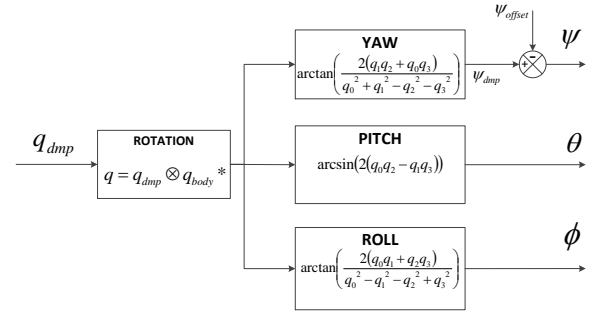 ψ_offset
YAW
arctan(2(q₁q₂ + q₀q₃) / (q₀² + q₁² − q₂² − q₃²))
ψ_dmp
+
−
ψ
q_dmp
ROTATION
q = q_dmp ⊗ q_body *
PITCH
arcsin(2(q₀q₂ − q₁q₃))
θ
ROLL
arctan(2(q₀q₁ + q₂q₃) / (q₀² − q₁² − q₂² + q₃²))
ϕ